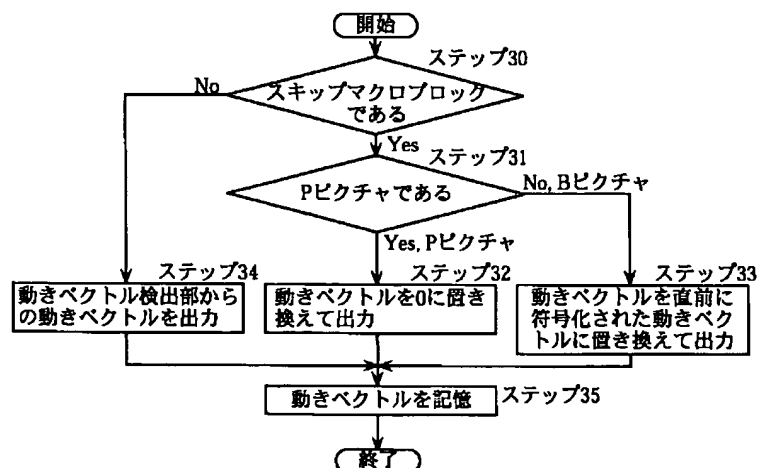 開始
ステップ30
No
スキップマクロブロック
である
Yes
ステップ31
Pピクチャである
No, Bピクチャ
Yes, Pピクチャ
ステップ34
ステップ32
ステップ33
動きベクトル検出部から
の動きベクトルを出力
動きベクトルを0に置き
換えて出力
動きベクトルを直前に
符号化された動きベク
トルに置き換えて出力
動きベクトルを記憶
ステップ35
終了